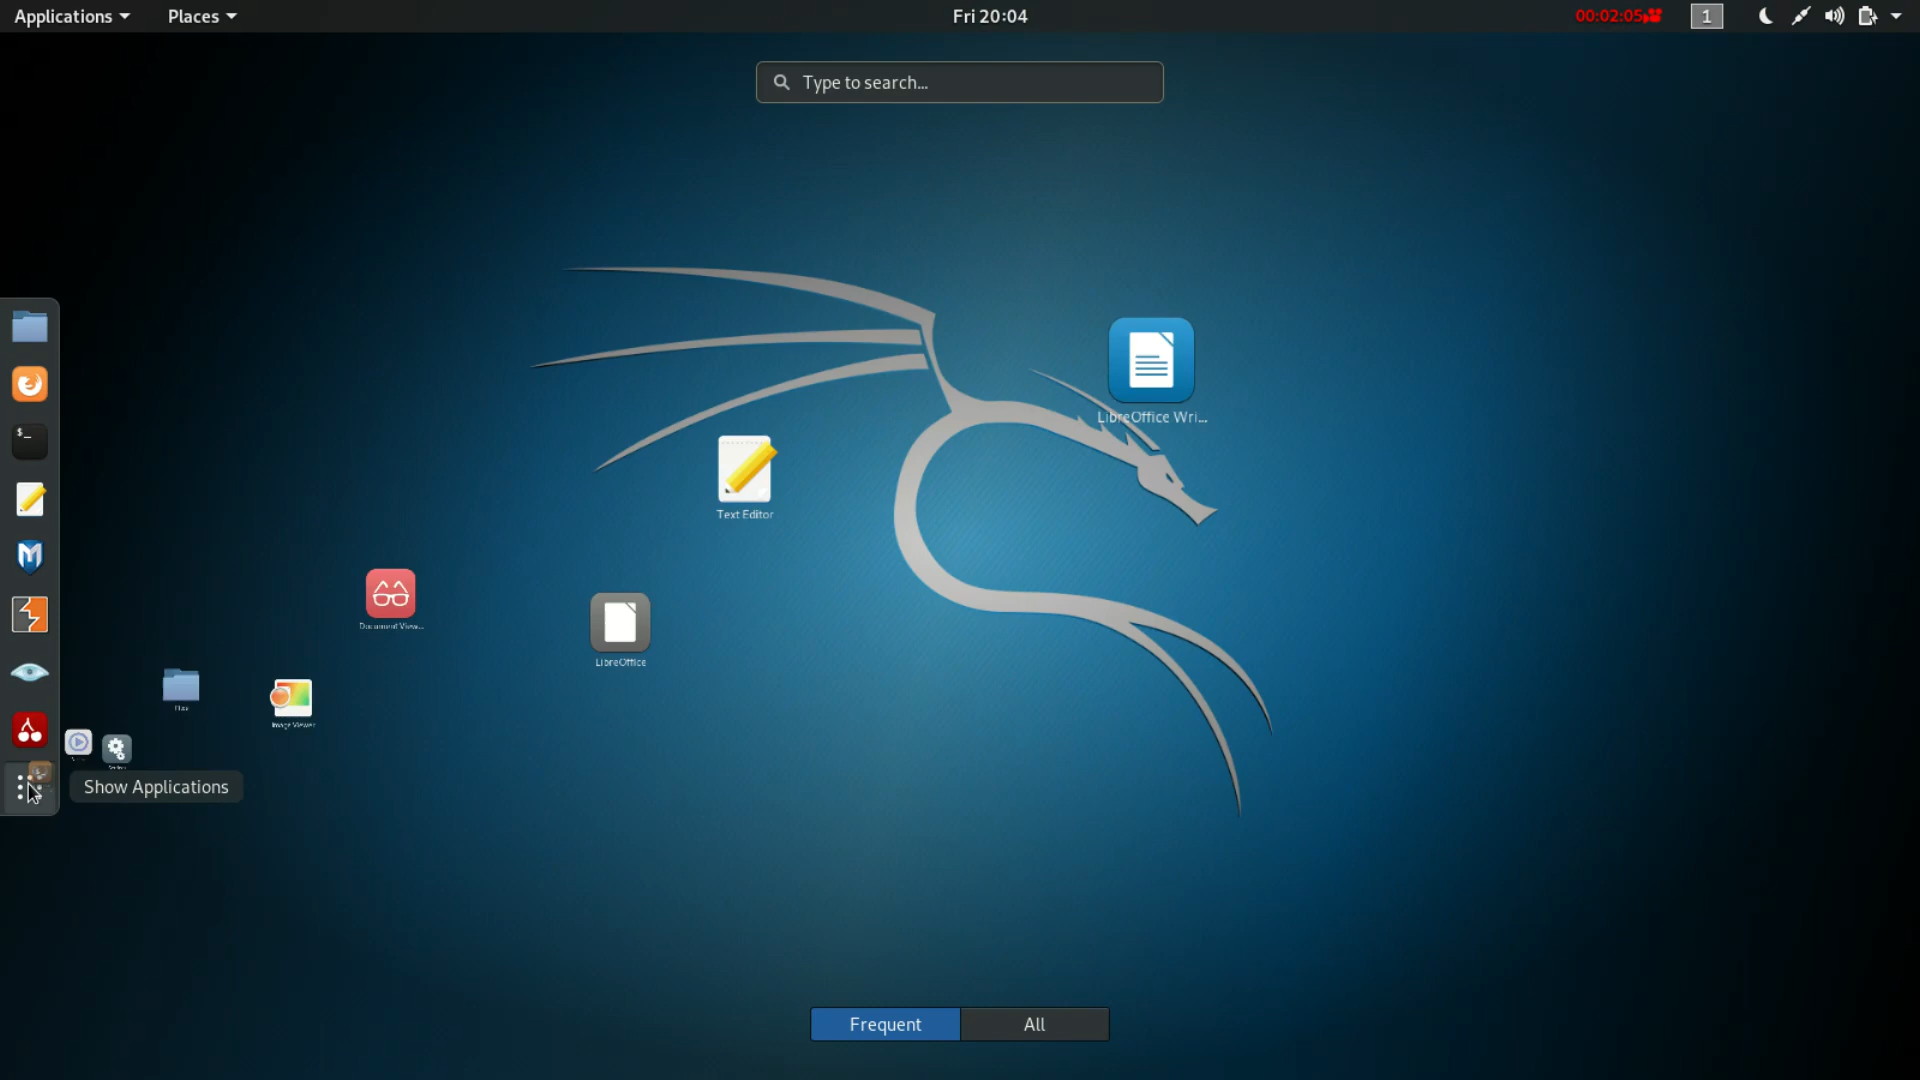 Applications
Places
Fri 20:04
00:02:05
1
Type to search...
LibreOffice Wri...
$_
Text Editor
Document View...
LibreOffice
Files
Image Viewer
Show Applications
Frequent
All